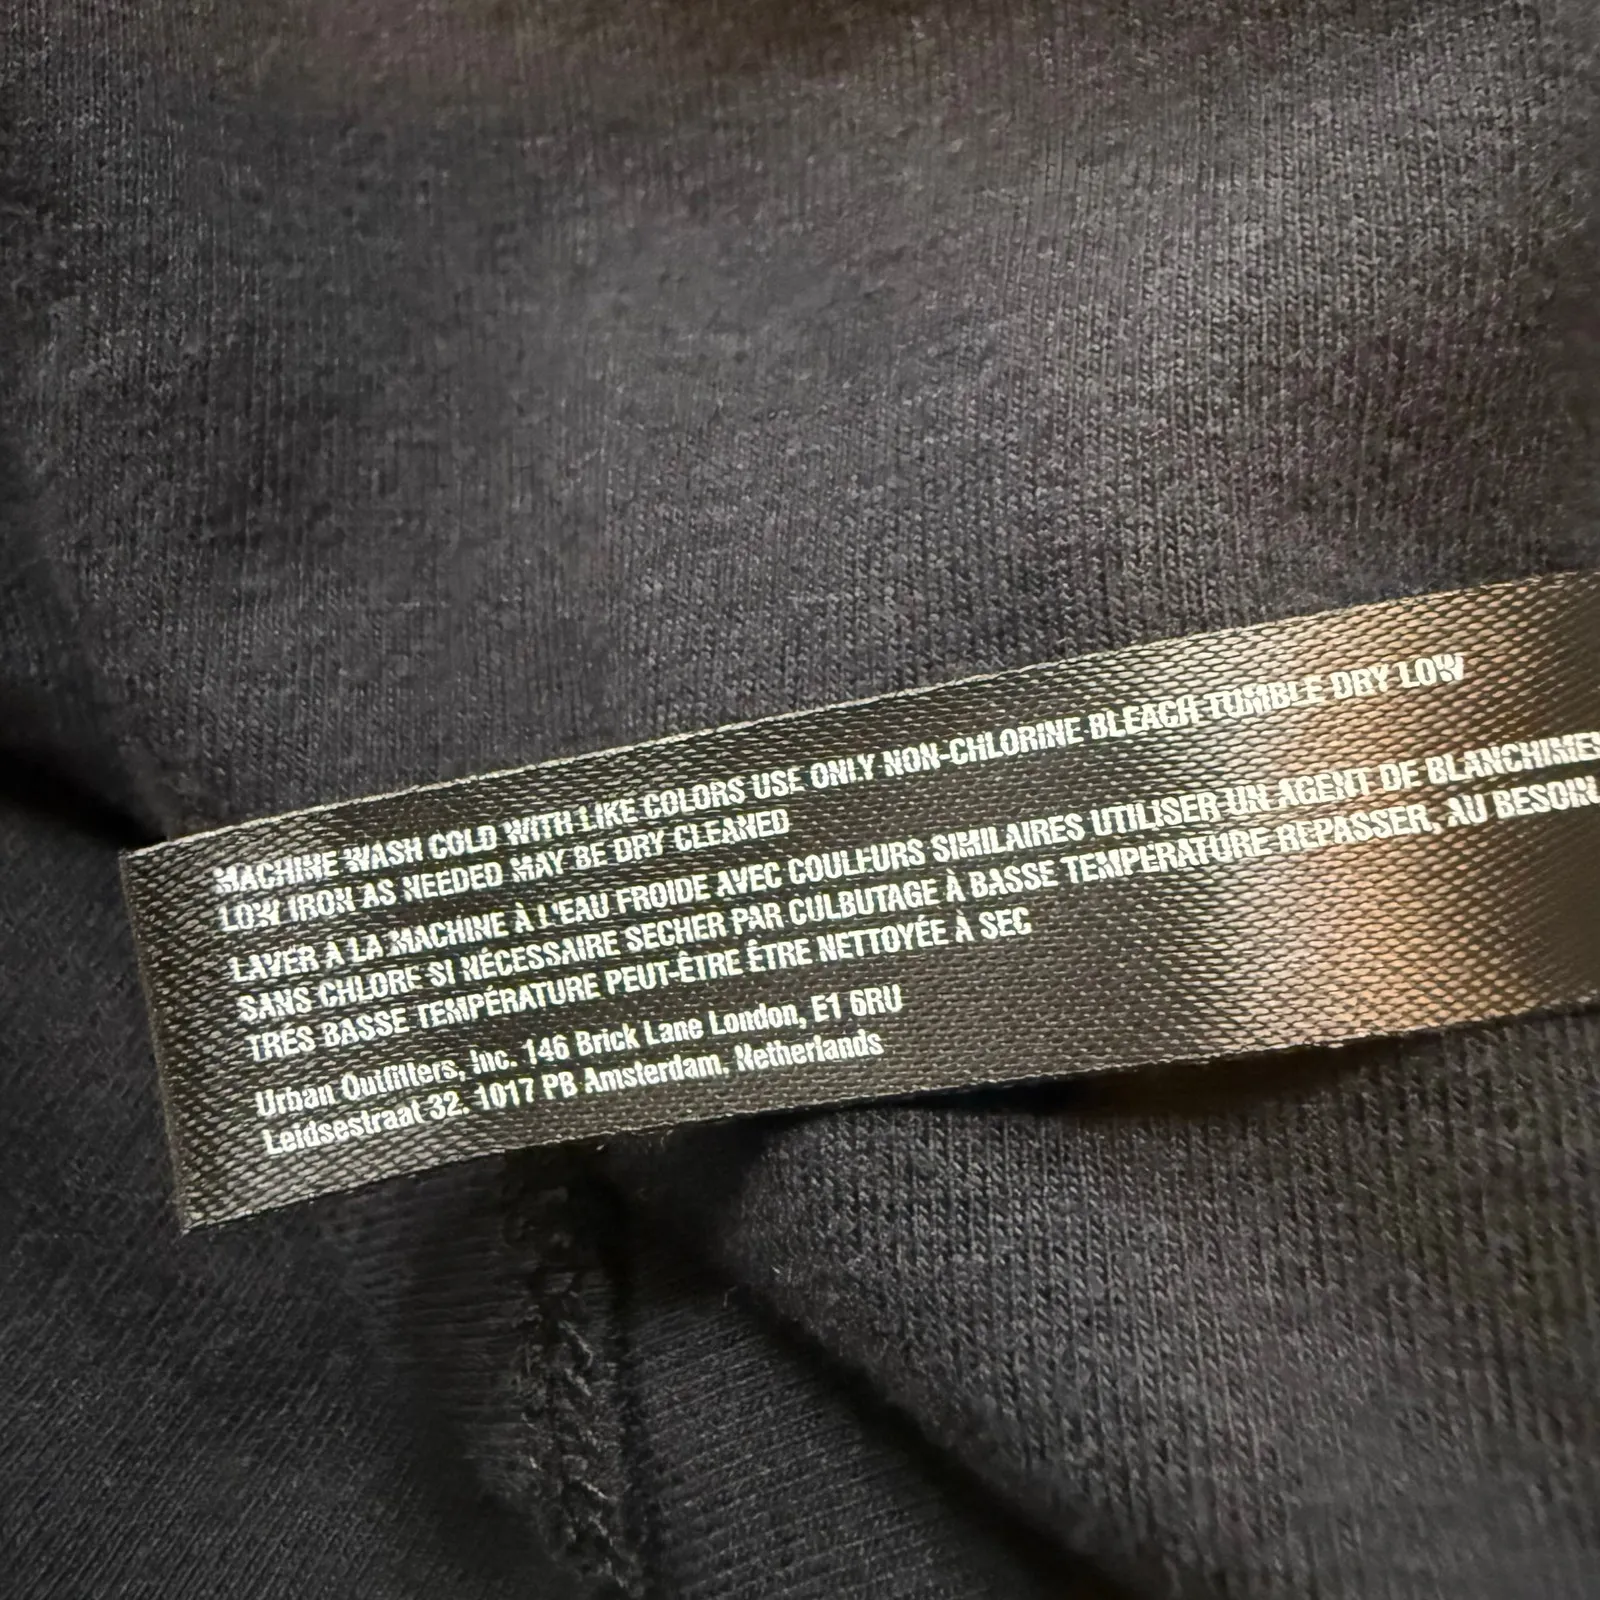 MACHINE WASH COLD WITH LIKE COLORS USE ONLY NON-CHLORINE BLEACH TUMBLE DRY LOW
LOW IRON AS NEEDED MAY BE DRY CLEANED
LAVER À LA MACHINE À L'EAU FROIDE AVEC COULEURS SIMILAIRES UTILISER UN AGENT DE BLANCHIMEN
SANS CHLORE SI NÉCESSAIRE SECHER PAR CULBUTAGE À BASSE TEMPÉRATURE REPASSER, AU BESOIN,
TRÉS BASSE TEMPÉRATURE PEUT-ÊTRE ÊTRE NETTOYÉE À SEC
Urban Outfitters, Inc. 146 Brick Lane London, E1 6RU
Leidsestraat 32. 1017 PB Amsterdam, Netherlands